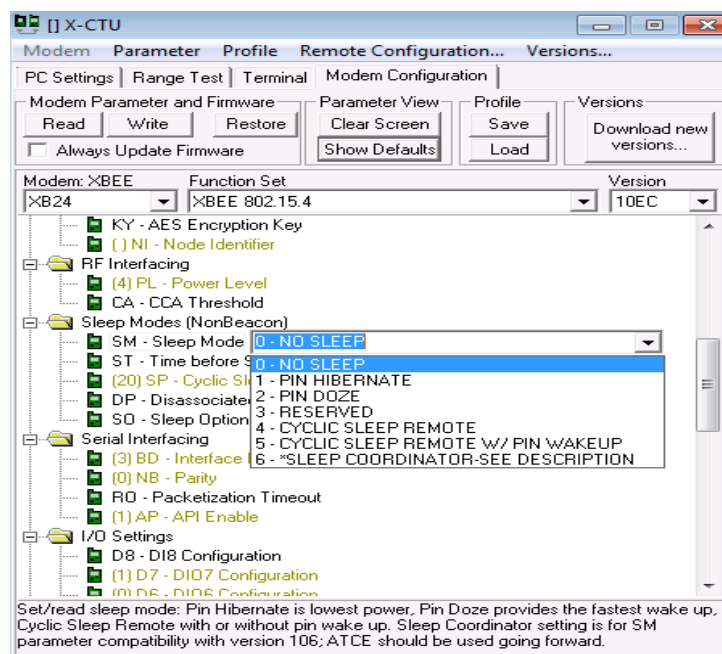 [] X-CTU
Modem Parameter Profile Remote Configuration... Versions...
PC Settings Range Test Terminal Modem Configuration
Modem Parameter and Firmware Parameter View Profile Versions
Read Write Restore Clear Screen Save Download new versions...
Always Update Firmware Show Defaults Load
Modem: XBEE Function Set Version
XB24 XBEE 802.15.4 10EC
KY - AES Encryption Key
( ) NI - Node Identifier
RF Interfacing
(4) PL - Power Level
CA - CCA Threshold
Sleep Modes (NonBeacon)
SM - Sleep Mode 0 - NO SLEEP
ST - Time before S
(20) SP - Cyclic Sl
DP - Disassociate
SO - Sleep Option
0 - NO SLEEP
1 - PIN HIBERNATE
2 - PIN DOZE
3 - RESERVED
4 - CYCLIC SLEEP REMOTE
5 - CYCLIC SLEEP REMOTE W/ PIN WAKEUP
6 - *SLEEP COORDINATOR-SEE DESCRIPTION
Serial Interfacing
(3) BD - Interface
(0) NB - Parity
RO - Packetization Timeout
(1) AP - API Enable
I/O Settings
D8 - DI8 Configuration
(1) D7 - DIO7 Configuration
(0) D6 - DIO6 Configuration
Set/read sleep mode: Pin Hibernate is lowest power, Pin Doze provides the fastest wake up,
Cyclic Sleep Remote with or without pin wake up. Sleep Coordinator setting is for SM
parameter compatibility with version 106; ATCE should be used going forward.